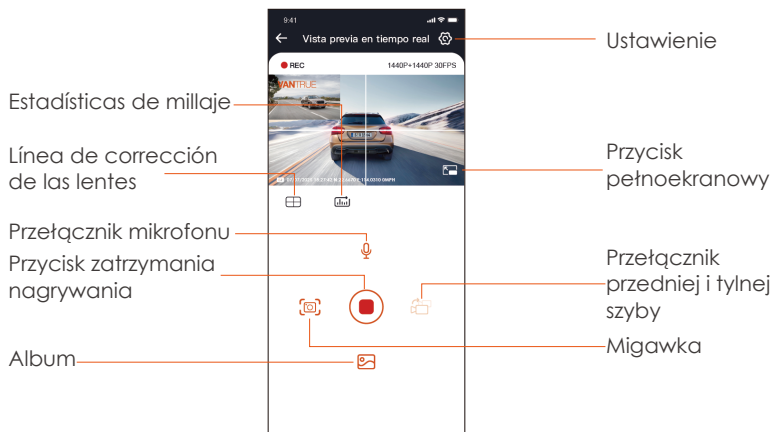 9:41
Vista previa en tiempo real
REC
1440P+1440P 30FPS
VANTRUE
Ustawienie
Estadísticas de millaje
Línea de corrección
de las lentes
Przycisk
pełnoekranowy
Przełącznik mikrofonu
Przycisk zatrzymania
nagrywania
Przełącznik
przedniej i tylnej
szyby
Migawka
Album